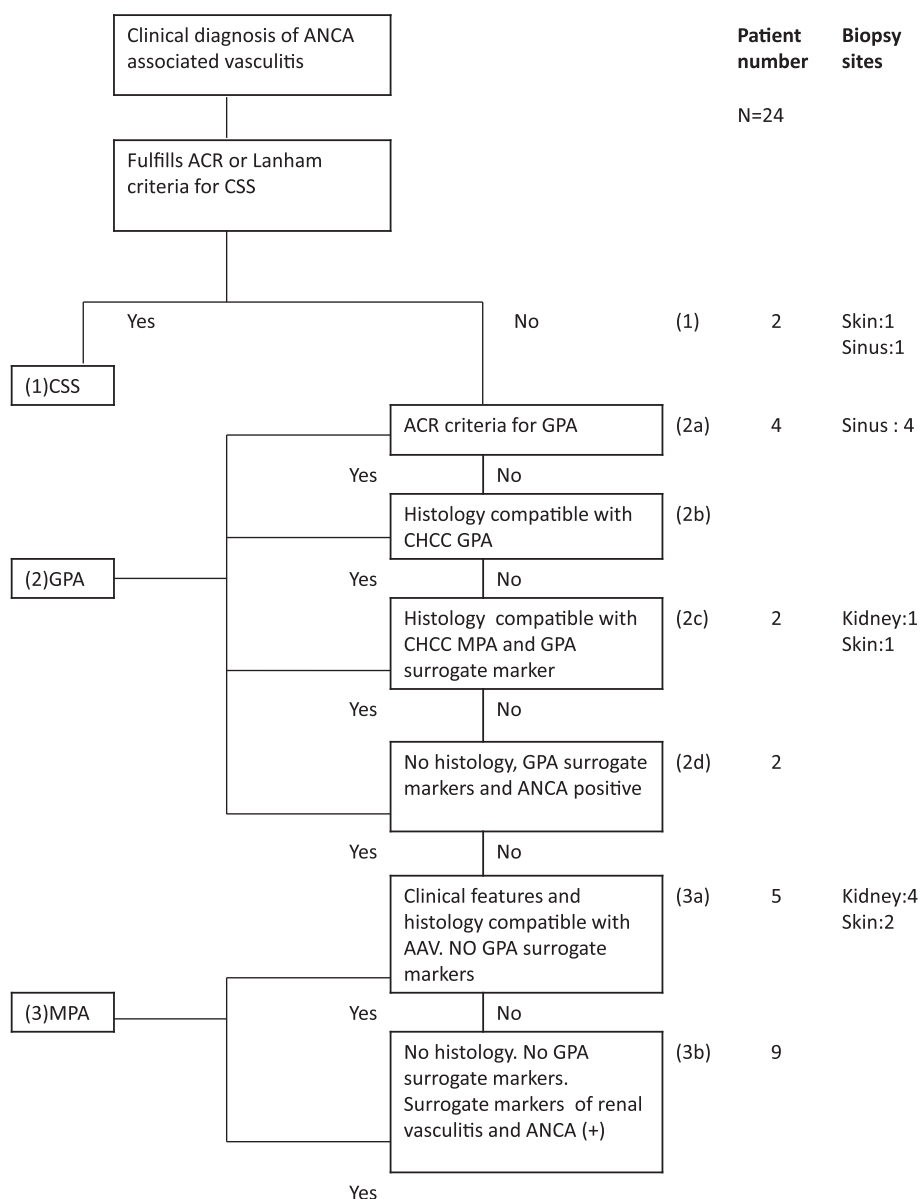 Clinical diagnosis of ANCA
associated vasculitis
Patient
number
Biopsy
sites
N=24
Fulfills ACR or Lanham
criteria for CSS
Yes
No
(1)
2
Skin:1
Sinus:1
(1)CSS
ACR criteria for GPA
(2a)
4
Sinus : 4
Yes
No
Histology compatible with
CHCC GPA
(2b)
(2)GPA
Yes
No
Histology compatible with
CHCC MPA and GPA
surrogate marker
(2c)
2
Kidney:1
Skin:1
Yes
No
No histology, GPA surrogate
markers and ANCA positive
(2d)
2
Yes
No
Clinical features and
histology compatible with
AAV. NO GPA surrogate
markers
(3a)
5
Kidney:4
Skin:2
(3)MPA
Yes
No
No histology. No GPA
surrogate markers.
Surrogate markers of renal
vasculitis and ANCA (+)
(3b)
9
Yes